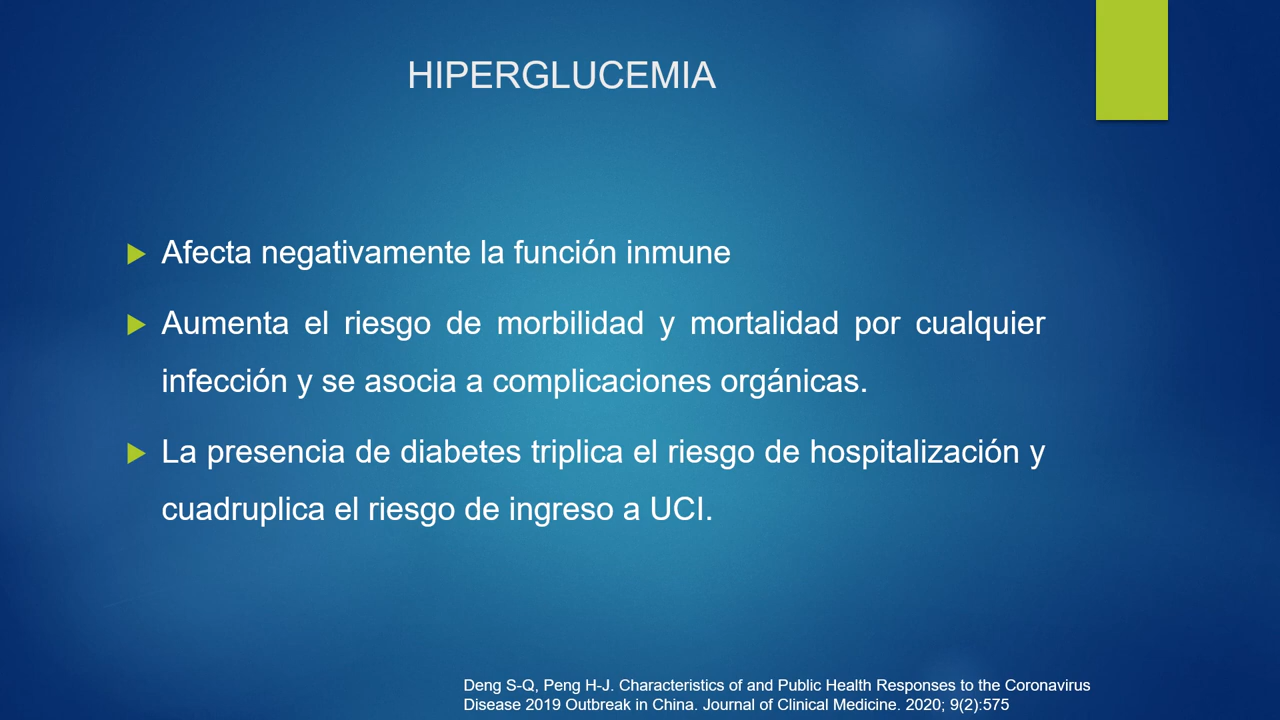 HIPERGLUCEMIA
Afecta negativamente la función inmune
Aumenta el riesgo de morbilidad y mortalidad por cualquier
infección y se asocia a complicaciones orgánicas.
La presencia de diabetes triplica el riesgo de hospitalización y
cuadruplica el riesgo de ingreso a UCI.
Deng S-Q, Peng H-J. Characteristics of and Public Health Responses to the Coronavirus
Disease 2019 Outbreak in China. Journal of Clinical Medicine. 2020; 9(2):575